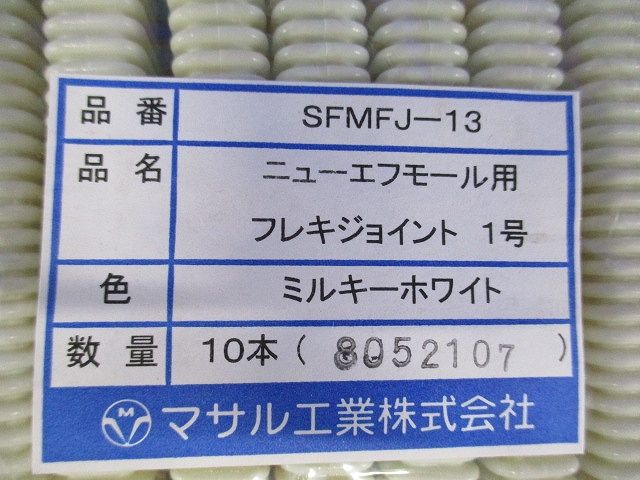 品番 SFMFJ-13
品名 ニューエフモール用
フレキジョイント 1号
色 ミルキーホワイト
数量 10本 ( 8052107 )
M マサル工業株式会社